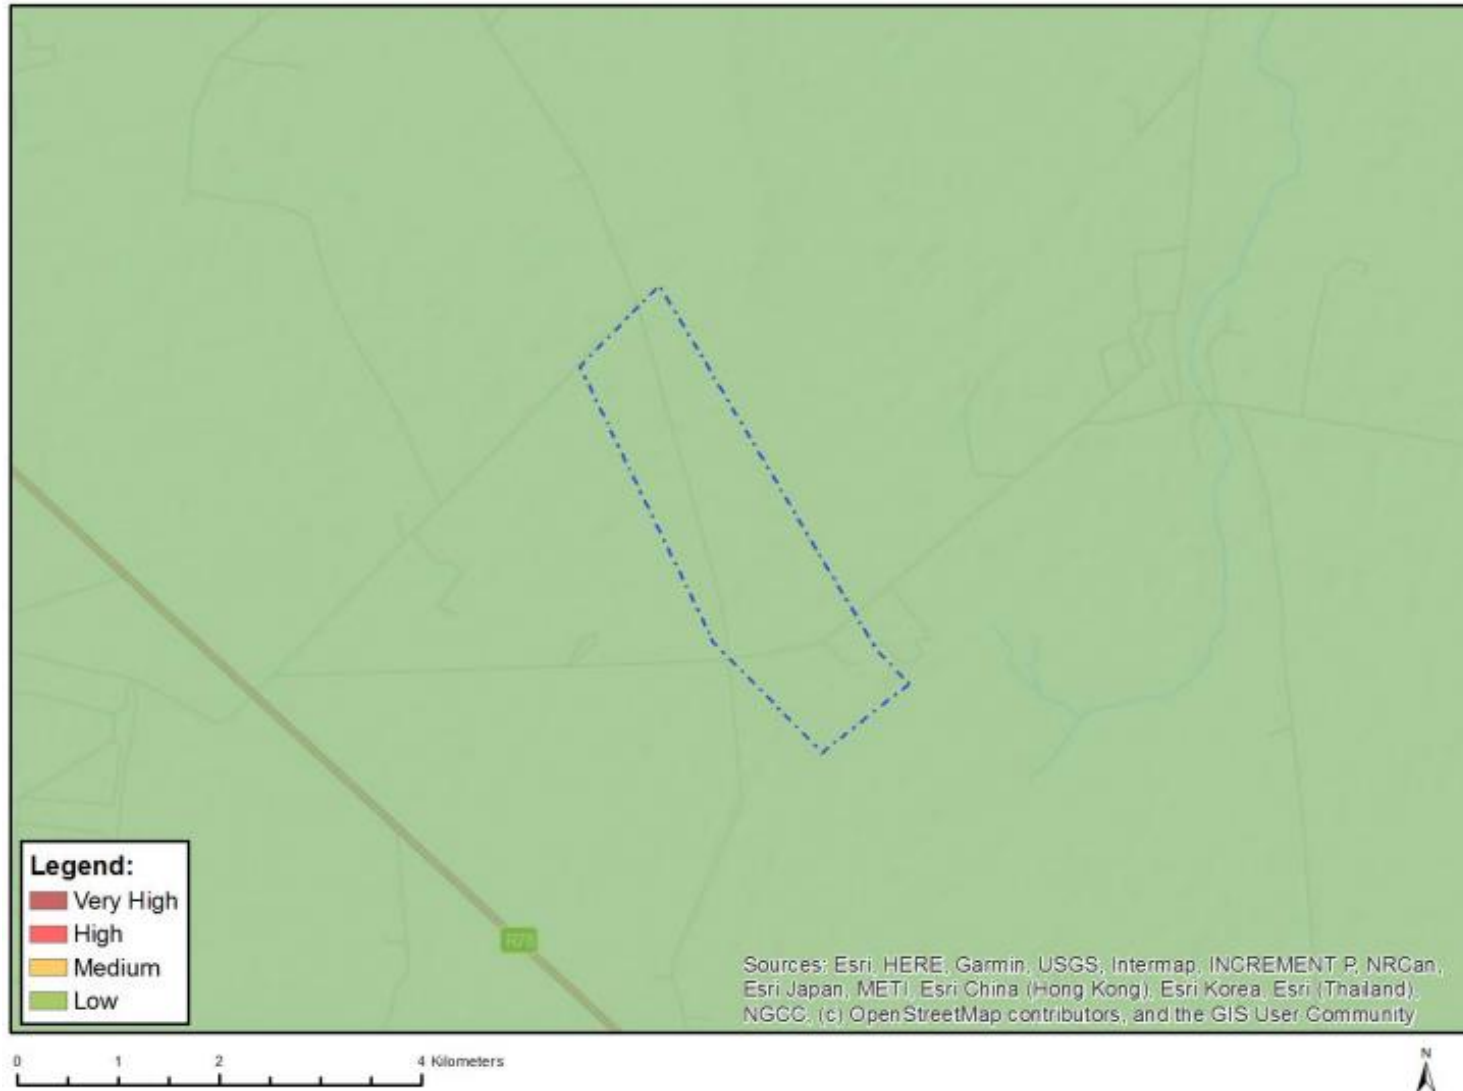 Legend:
Very High
High
Medium
Low
Sources: Esri, HERE, Garmin, USGS, Intermap, INCREMENT P, NRCan,
Esri Japan, METI, Esri China (Hong Kong), Esri Korea, Esri (Thailand),
NGCC, (c) OpenStreetMap contributors, and the GIS User Community
0 1 2 4 Kilometers
N